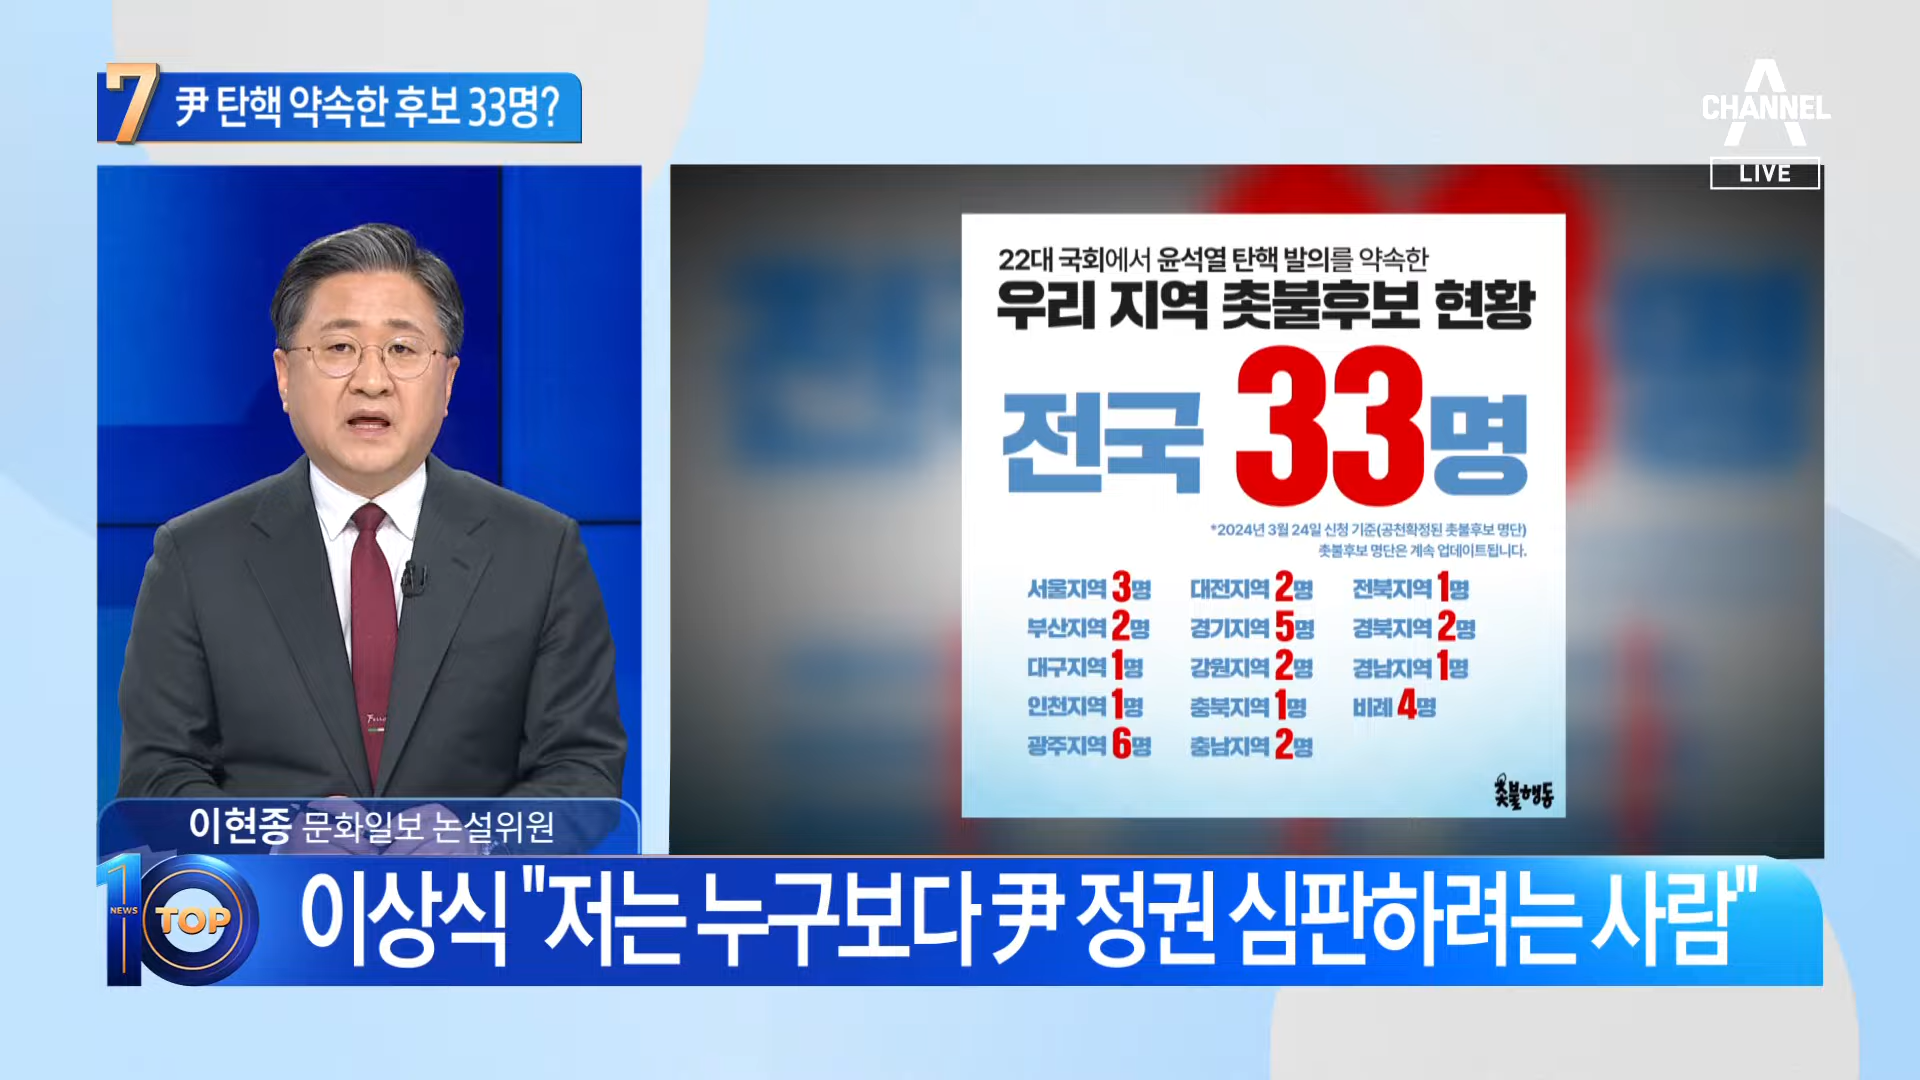 7 尹 탄핵 약속한 후보 33명?
CHANNEL A
LIVE
22대 국회에서 윤석열 탄핵 발의를 약속한
우리 지역 촛불후보 현황
전국 33명
*2024년 3월 24일 신청 기준(공천확정된 촛불후보 명단)
촛불후보 명단은 계속 업데이트됩니다.
서울지역 3명 대전지역 2명 전북지역 1명
부산지역 2명 경기지역 5명 경북지역 2명
대구지역 1명 강원지역 2명 경남지역 1명
인천지역 1명 충북지역 1명 비례 4명
광주지역 6명 충남지역 2명
촛불행동
이현종 문화일보 논설위원
NEWS TOP 10
이상식 "저는 누구보다 尹 정권 심판하려는 사람"